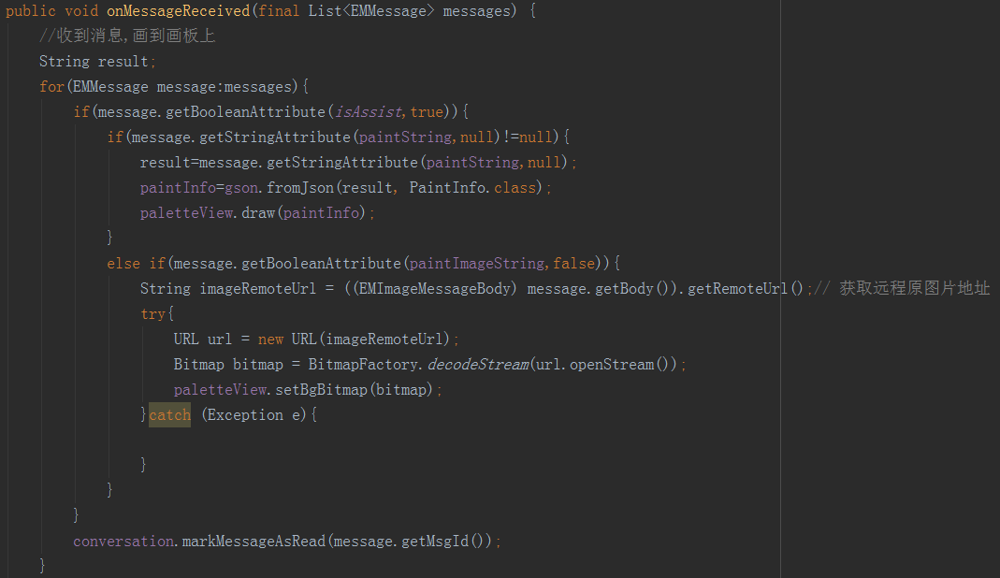 public void onMessageReceived(final List<EMMessage> messages) {
//收到消息,画到画板上
String result;
for(EMMessage message:messages){
if(message.getBooleanAttribute(isAssist,true)){
if(message.getStringAttribute(paintString,null)!=null){
result=message.getStringAttribute(paintString,null);
paintInfo=gson.fromJson(result, PaintInfo.class);
paletteView.draw(paintInfo);
}
else if(message.getBooleanAttribute(paintImageString,false)){
String imageRemoteUrl = ((EMImageMessageBody) message.getBody()).getRemoteUrl();// 获取远程原图片地址
try{
URL url = new URL(imageRemoteUrl);
Bitmap bitmap = BitmapFactory.decodeStream(url.openStream());
paletteView.setBgBitmap(bitmap);
}catch (Exception e){
}
}
}
conversation.markMessageAsRead(message.getMsgId());
}